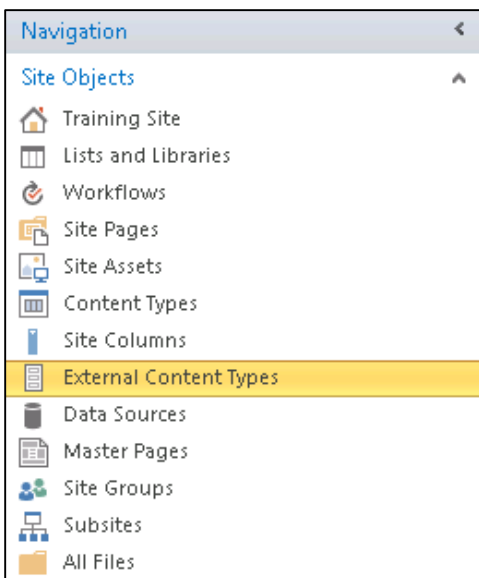 Navigation
Site Objects
Training Site
Lists and Libraries
Workflows
Site Pages
Site Assets
Content Types
Site Columns
External Content Types
Data Sources
Master Pages
Site Groups
Subsites
All Files